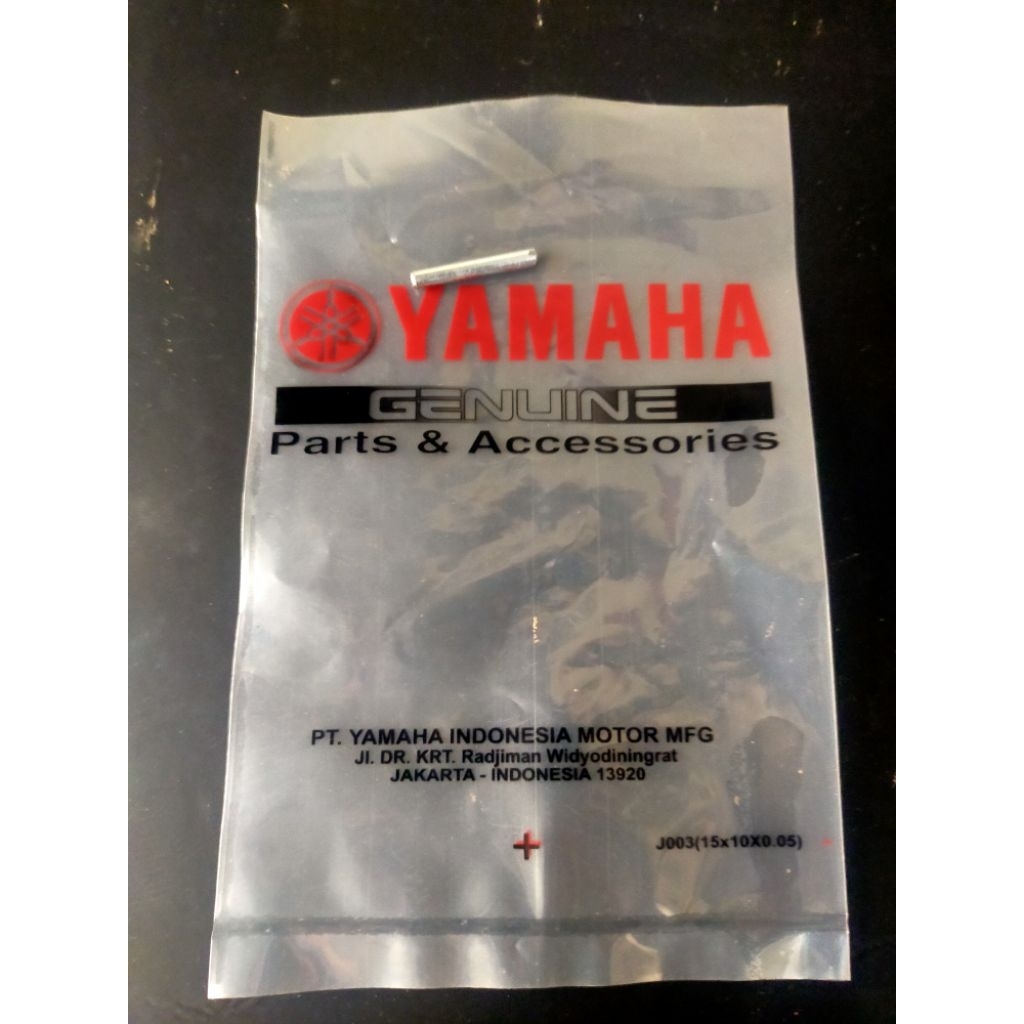 YAMAHA
GENUINE
Parts & Accessories
PT. YAMAHA INDONESIA MOTOR MFG
Jl. DR. KRT. Radjiman Widyodiningrat
JAKARTA - INDONESIA 13920
J003(15x10X0.05)